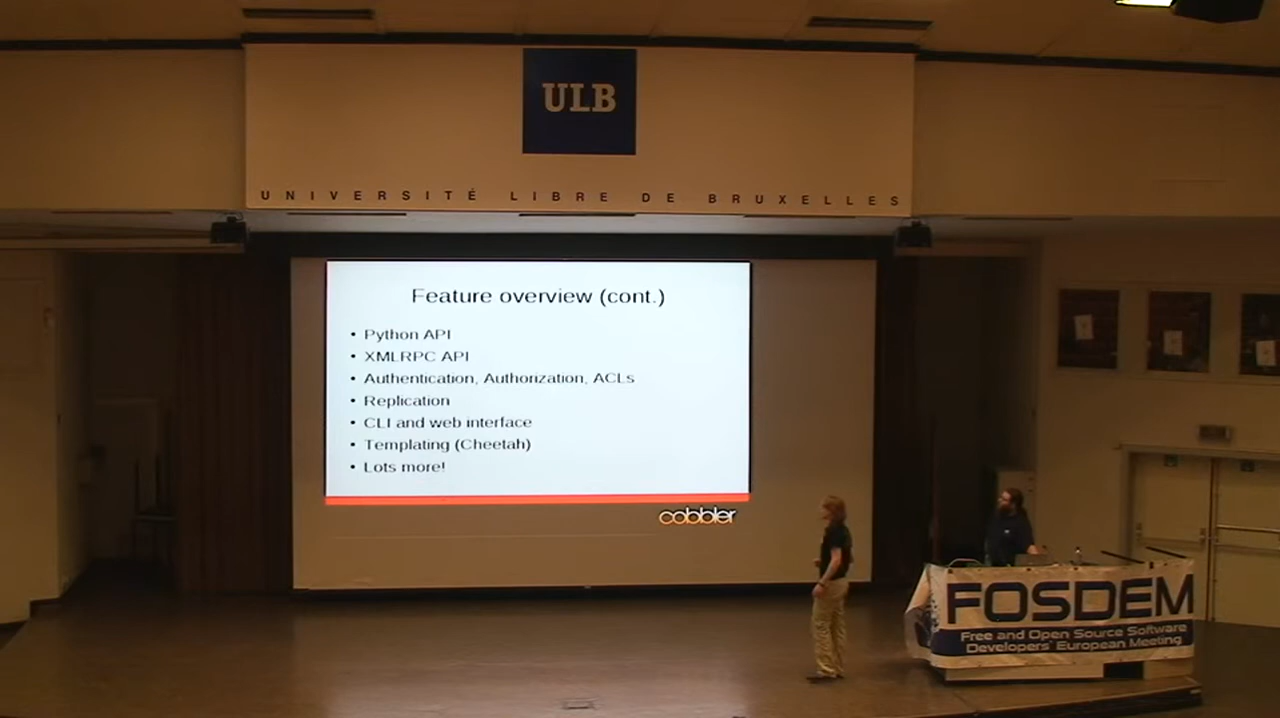 ULB
UNIVERSITÉ LIBRE DE BRUXELLES
Feature overview (cont.)
• Python API
• XMLRPC API
• Authentication, Authorization, ACLs
• Replication
• CLI and web interface
• Templating (Cheetah)
• Lots more!
cobbler
FOSDEM
Free and Open Source Software
Developers' European Meeting